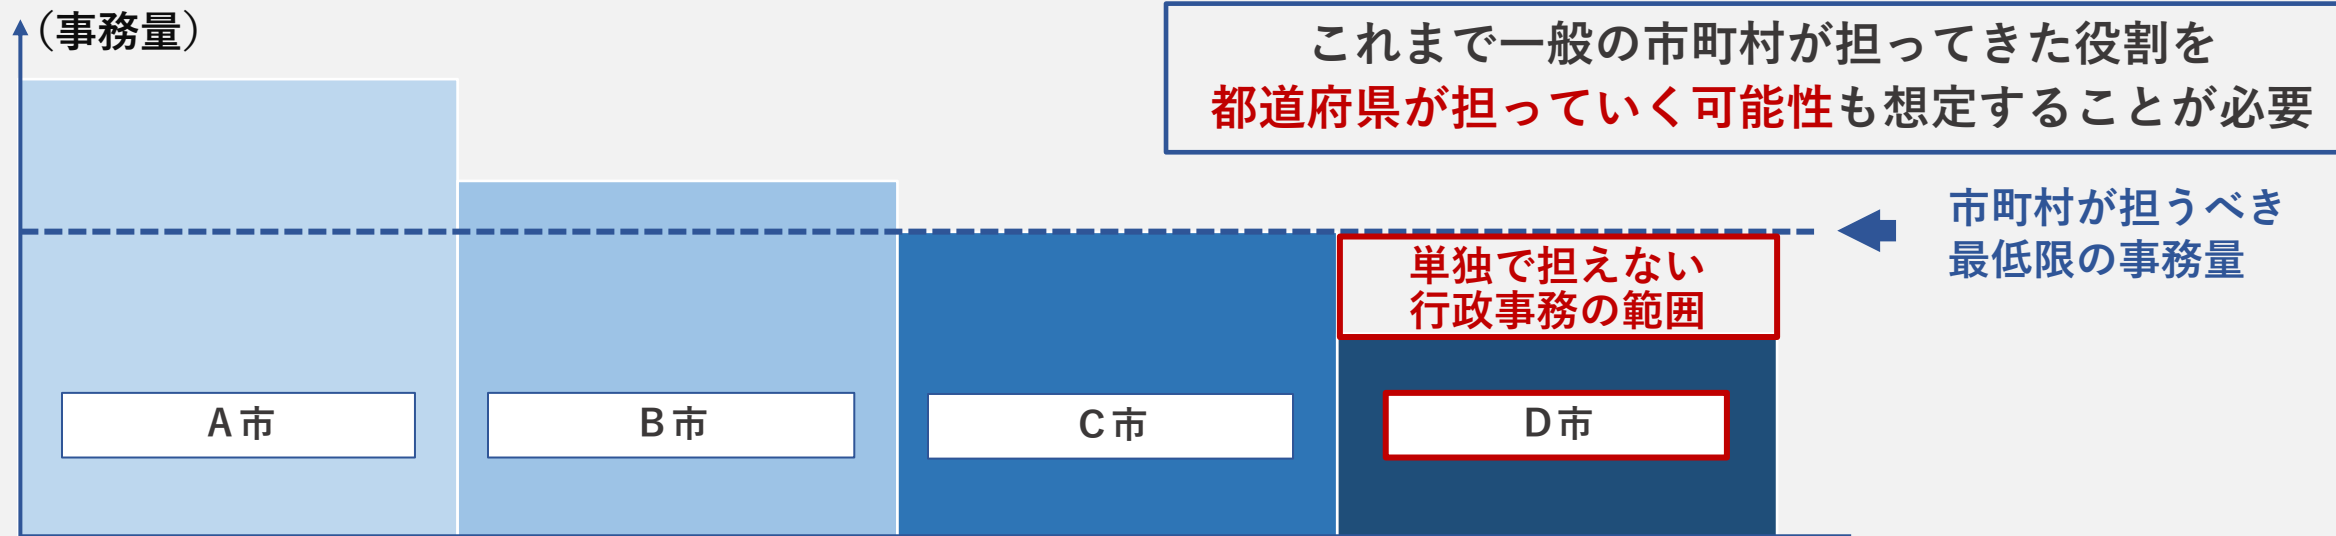 （事務量）
これまで一般の市町村が担ってきた役割を
都道府県が担っていく可能性も想定することが必要
市町村が担うべき
最低限の事務量
単独で担えない
行政事務の範囲
A市
B市
C市
D市